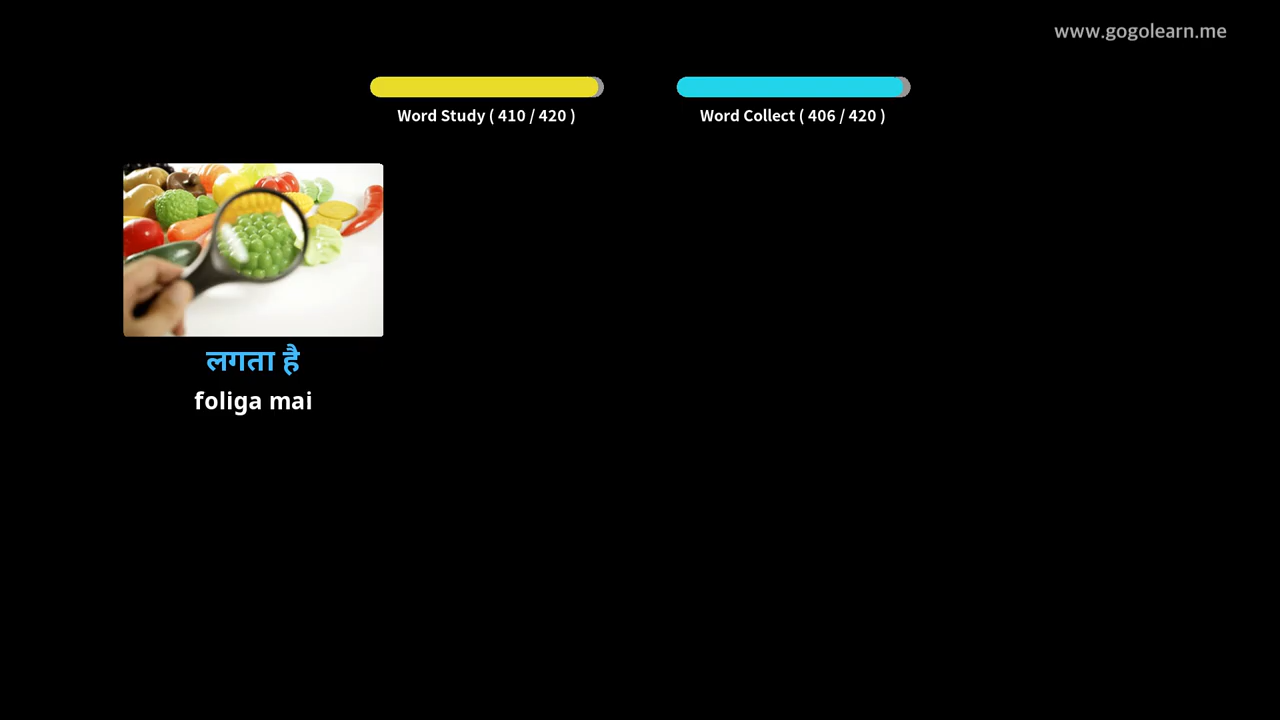 www.gogolearn.me
Word Study ( 410 / 420 )
Word Collect ( 406 / 420 )
लगता है
foliga mai